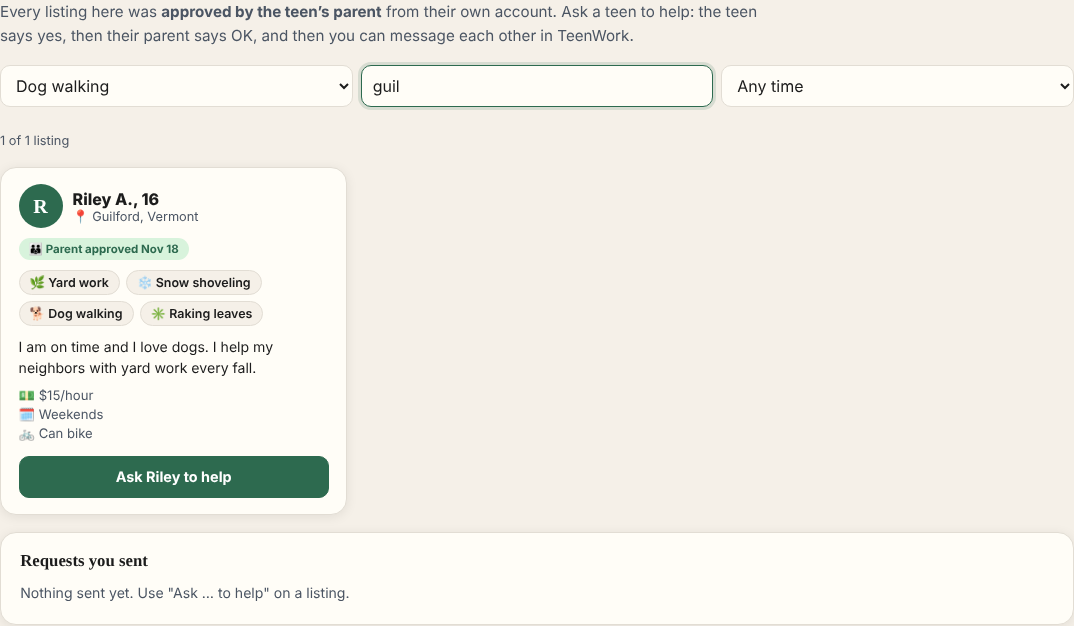 Every listing here was approved by the teen's parent from their own account. Ask a teen to help: the teen
says yes, then their parent says OK, and then you can message each other in TeenWork.
Dog walking
guil
Any time
1 of 1 listing
R
Riley A., 16
📍 Guilford, Vermont
👪 Parent approved Nov 18
🌿 Yard work
❄️ Snow shoveling
🐕 Dog walking
✳️ Raking leaves
I am on time and I love dogs. I help my
neighbors with yard work every fall.
💵 $15/hour
🗓️ Weekends
🚲 Can bike
Ask Riley to help
Requests you sent
Nothing sent yet. Use "Ask ... to help" on a listing.